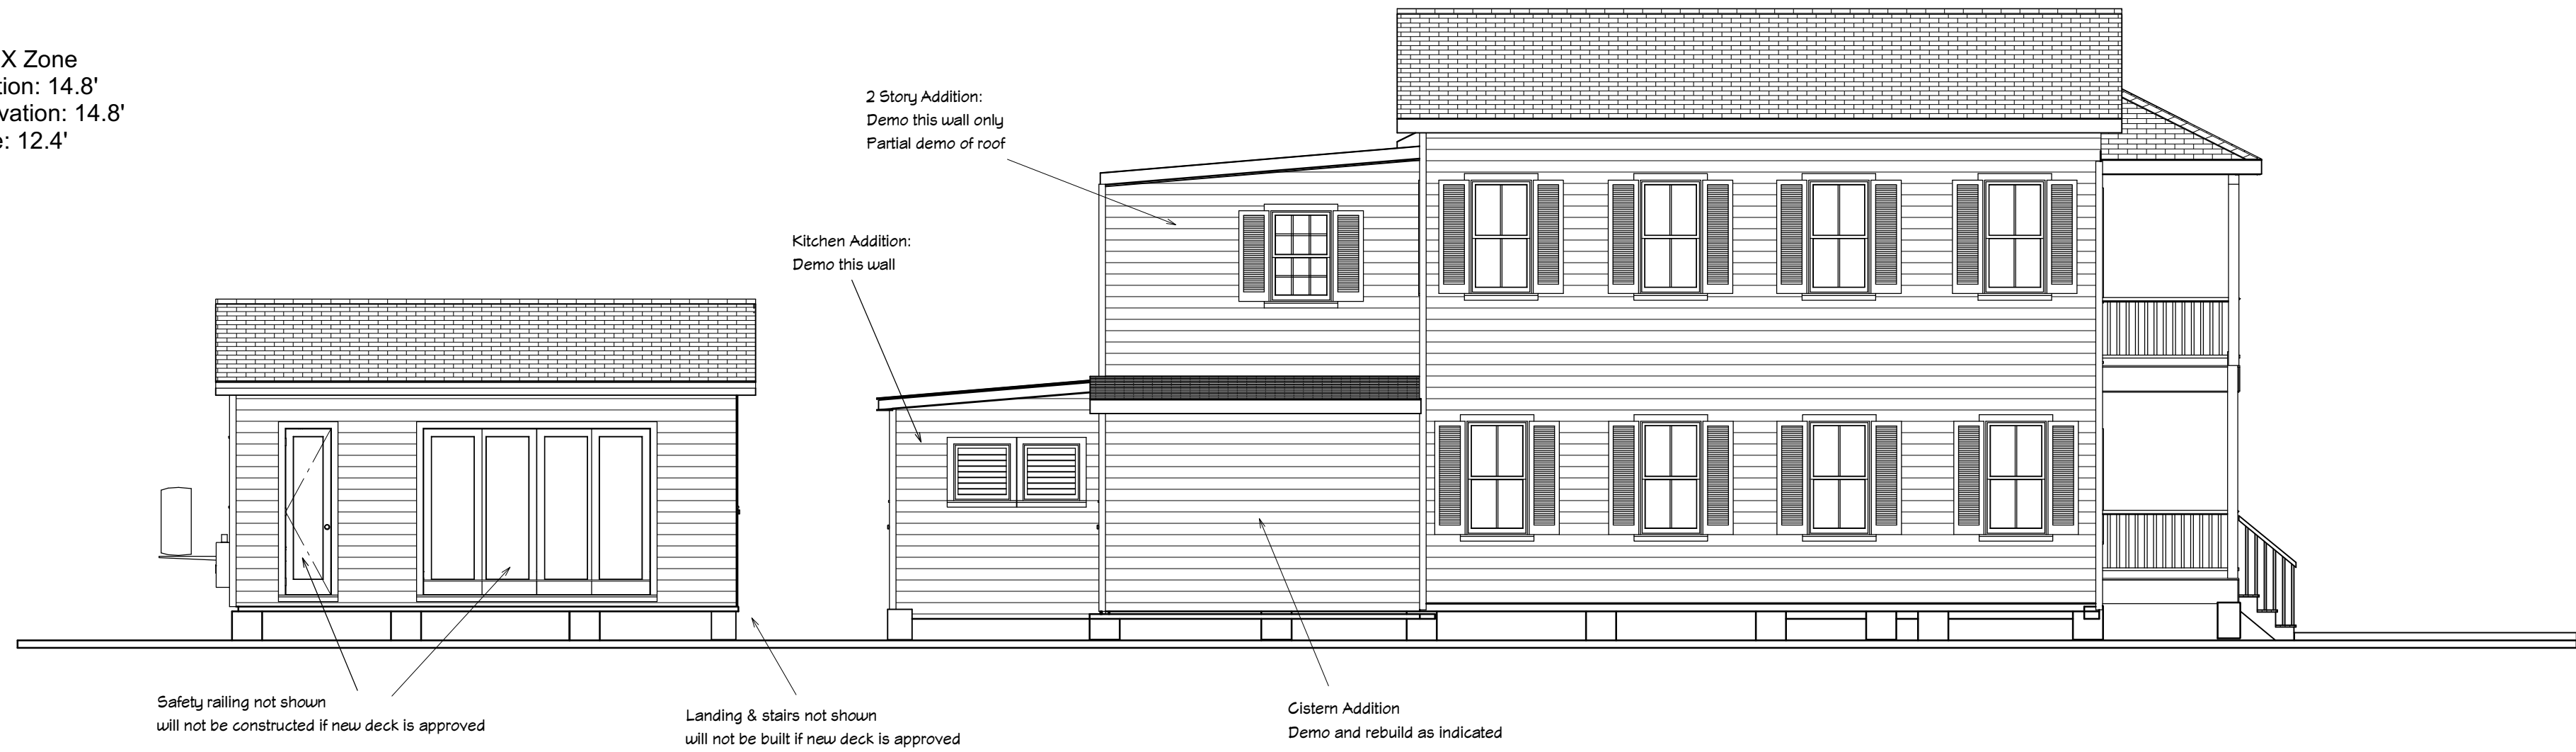 X Zone
14.8'
14.8'
12.4'
2 Story Addition:
Demo this wall only
Partial demo of roof
Kitchen Addition:
Demo this wall
Safety railing not shown
will not be constructed if new deck is approved
Landing & stairs not shown
will not be built if new deck is approved
Cistern Addition
Demo and rebuild as indicated